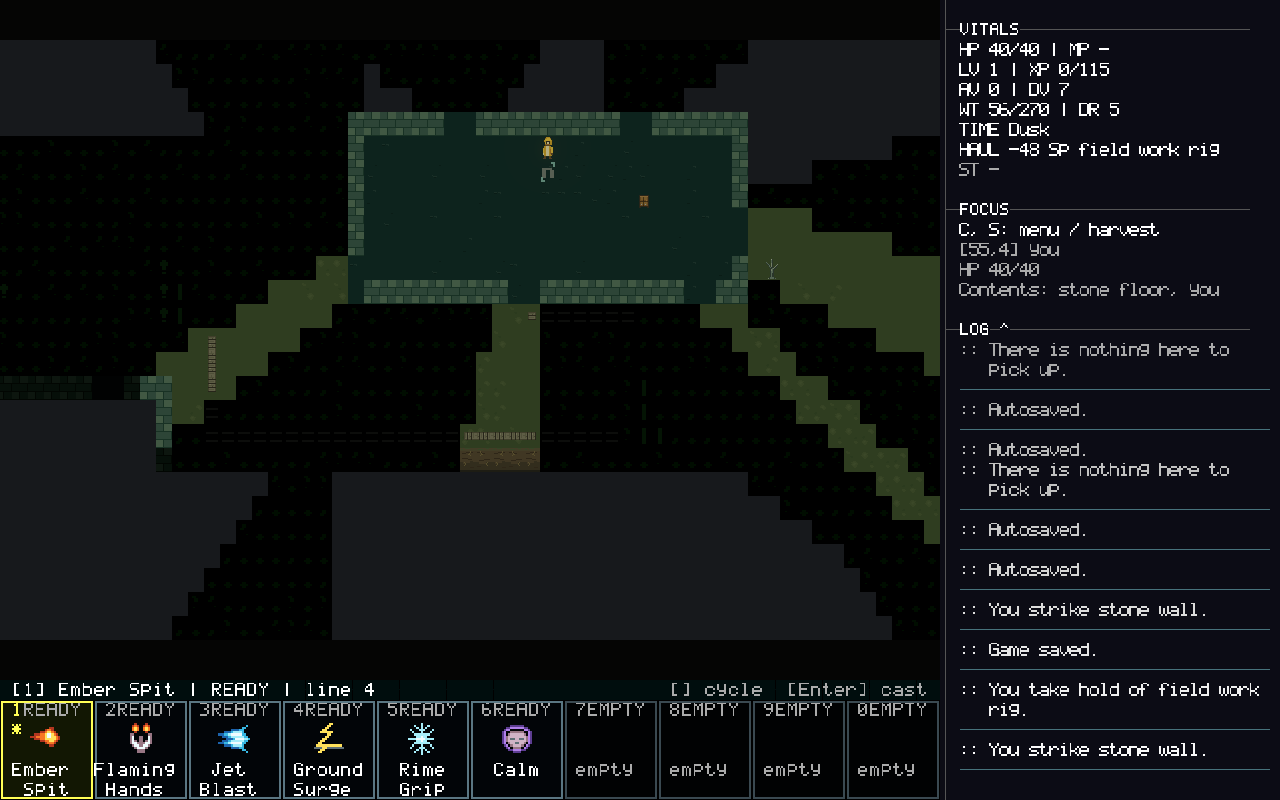 VITALS
HP 40/40 | MP -
LV 1 | XP 0/115
AV 0 | DV 7
WT 56/270 | DR 5
TIME Dusk
HAUL -48 SP field work rig
ST -
FOCUS
C, S: menu / harvest
[55,4] You
HP 40/40
Contents: stone floor, You
LOG ^
:: There is nothing here to
Pick up.
:: Autosaved.
:: Autosaved.
:: There is nothing here to
Pick up.
:: Autosaved.
:: Autosaved.
:: You strike stone wall.
:: Game saved.
:: You take hold of field work
rig.
:: You strike stone wall.
[1] Ember Spit | READY | line 4
[] cycle [Enter] cast
1READY 2READY 3READY 4READY 5READY 6READY 7EMPTY 8EMPTY 9EMPTY 0EMPTY
*
Ember Flaming Jet Ground Rime Calm empty empty empty empty
Spit Hands Blast Surge Grip